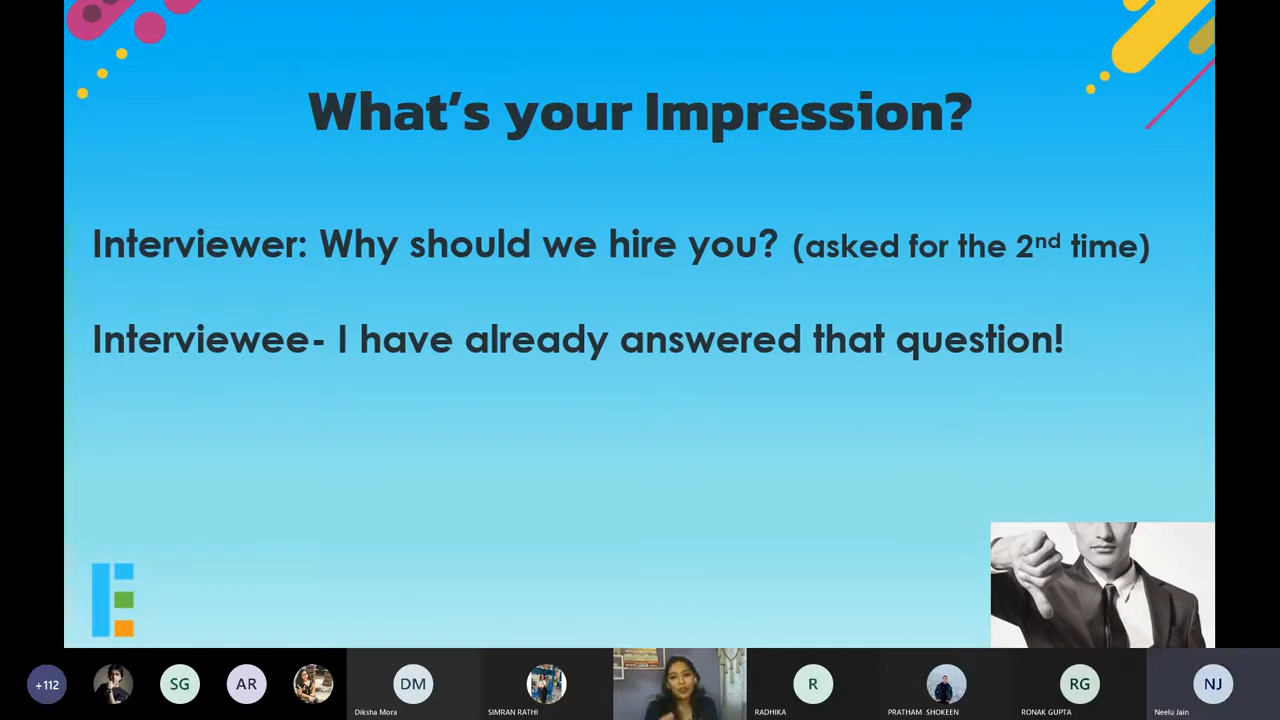 What's your Impression?
Interviewer: Why should we hire you? (asked for the 2nd time)
Interviewee- I have already answered that question!
+112
SG
AR
DM
R
RG
NJ
Diksha Mora
SIMRAN RATHI
RADHIKA
PRATHAM SHOKEEN
RONAK GUPTA
Neelu Jain